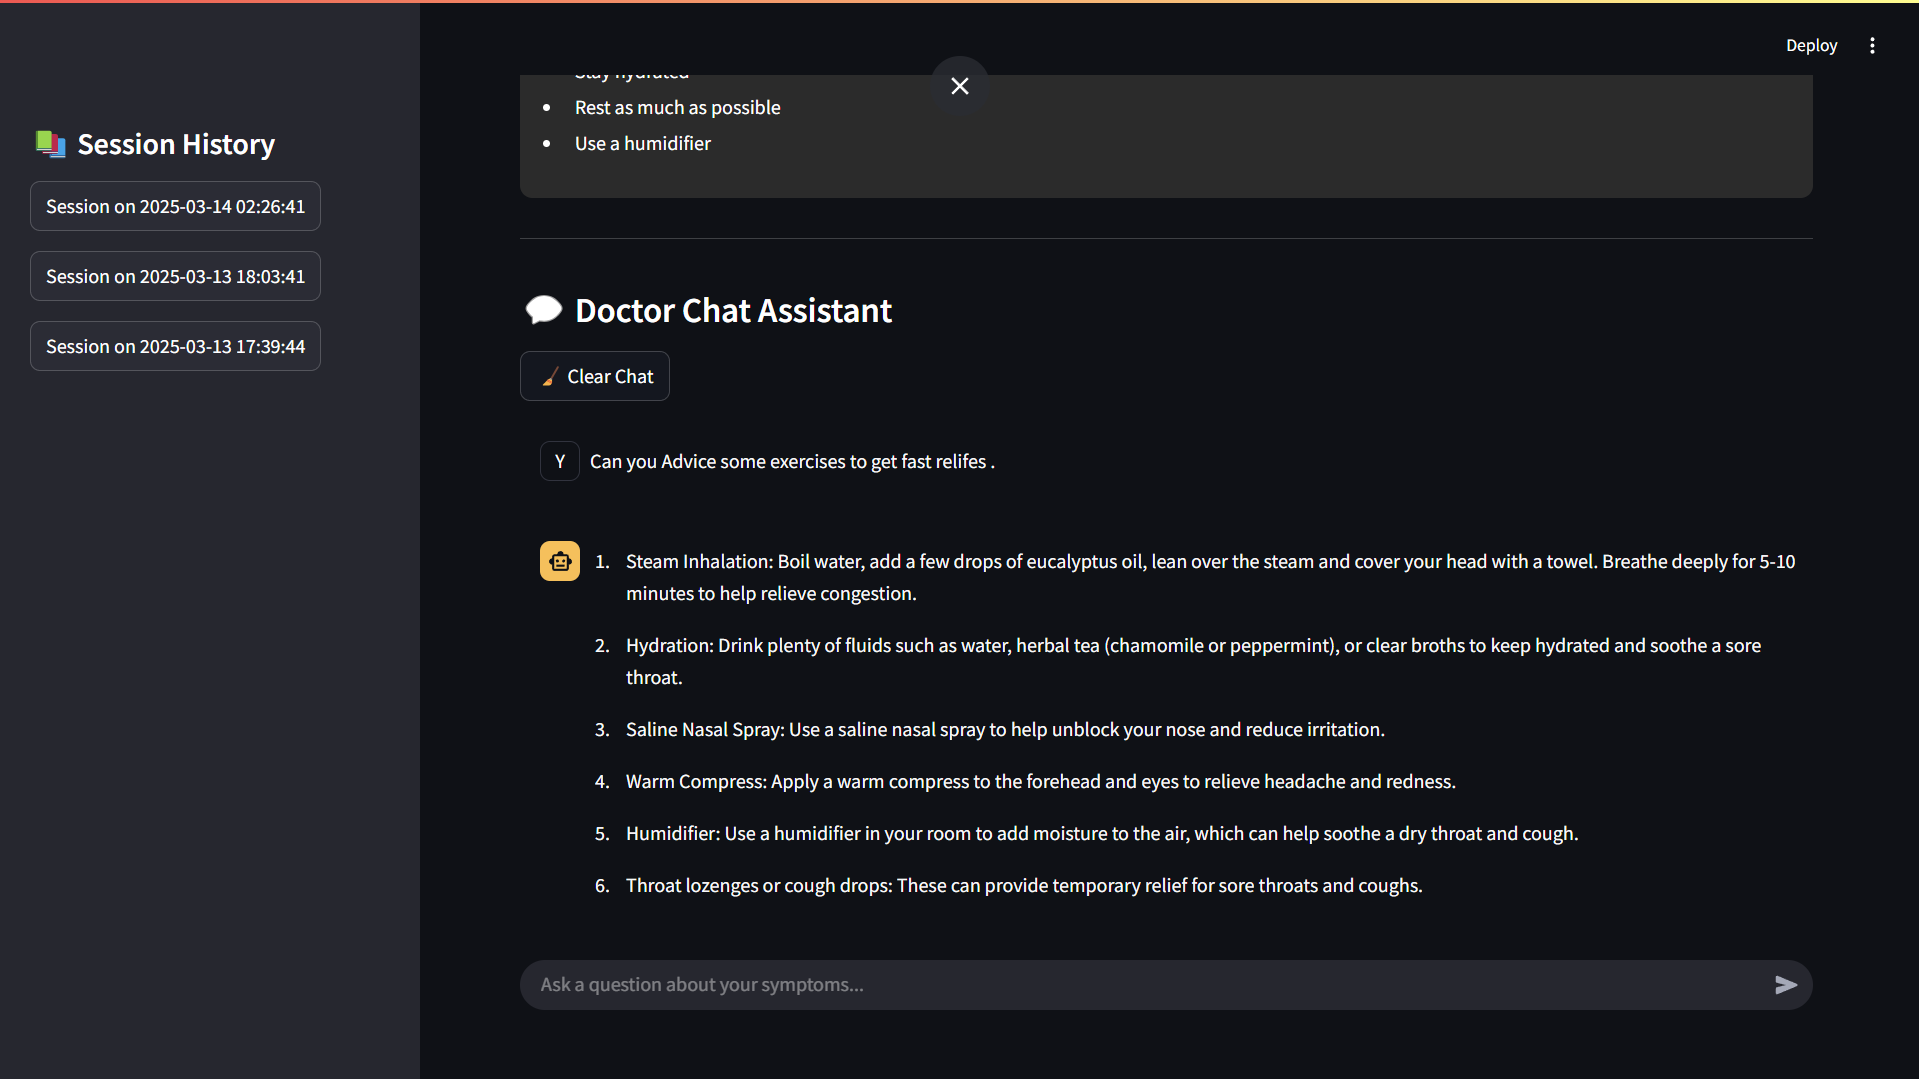 Deploy
Session History
Session on 2025-03-14 02:26:41
Session on 2025-03-13 18:03:41
Session on 2025-03-13 17:39:44
Stay hydrated
Rest as much as possible
Use a humidifier
Doctor Chat Assistant
Clear Chat
Y Can you Advice some exercises to get fast relifes .
1. Steam Inhalation: Boil water, add a few drops of eucalyptus oil, lean over the steam and cover your head with a towel. Breathe deeply for 5-10
minutes to help relieve congestion.
2. Hydration: Drink plenty of fluids such as water, herbal tea (chamomile or peppermint), or clear broths to keep hydrated and soothe a sore
throat.
3. Saline Nasal Spray: Use a saline nasal spray to help unblock your nose and reduce irritation.
4. Warm Compress: Apply a warm compress to the forehead and eyes to relieve headache and redness.
5. Humidifier: Use a humidifier in your room to add moisture to the air, which can help soothe a dry throat and cough.
6. Throat lozenges or cough drops: These can provide temporary relief for sore throats and coughs.
Ask a question about your symptoms...